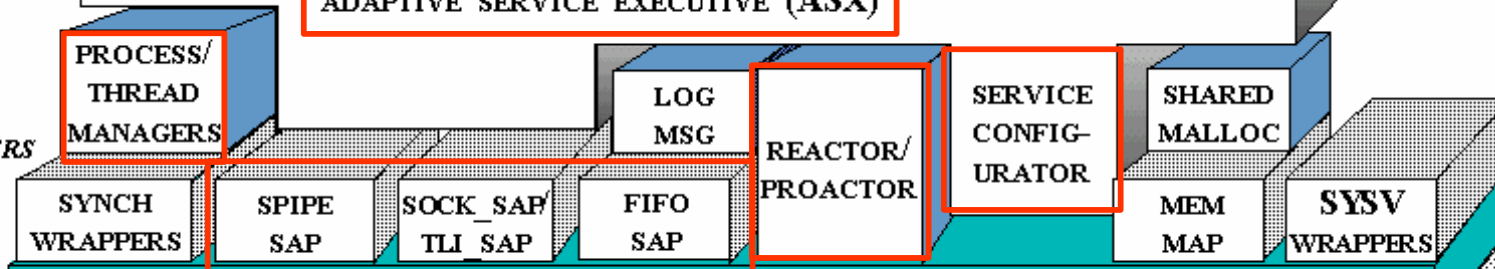 ADAPTIVE SERVICE EXECUTIVE (ASX)
PROCESS/
THREAD
MANAGERS
LOG
MSG
REACTOR/
PROACTOR
SERVICE
CONFIG-
URATOR
SHARED
MALLOC
SYNCH
WRAPPERS
SPIPE
SAP
SOCK_SAP/
TLI_SAP
FIFO
SAP
MEM
MAP
SYSV
WRAPPERS